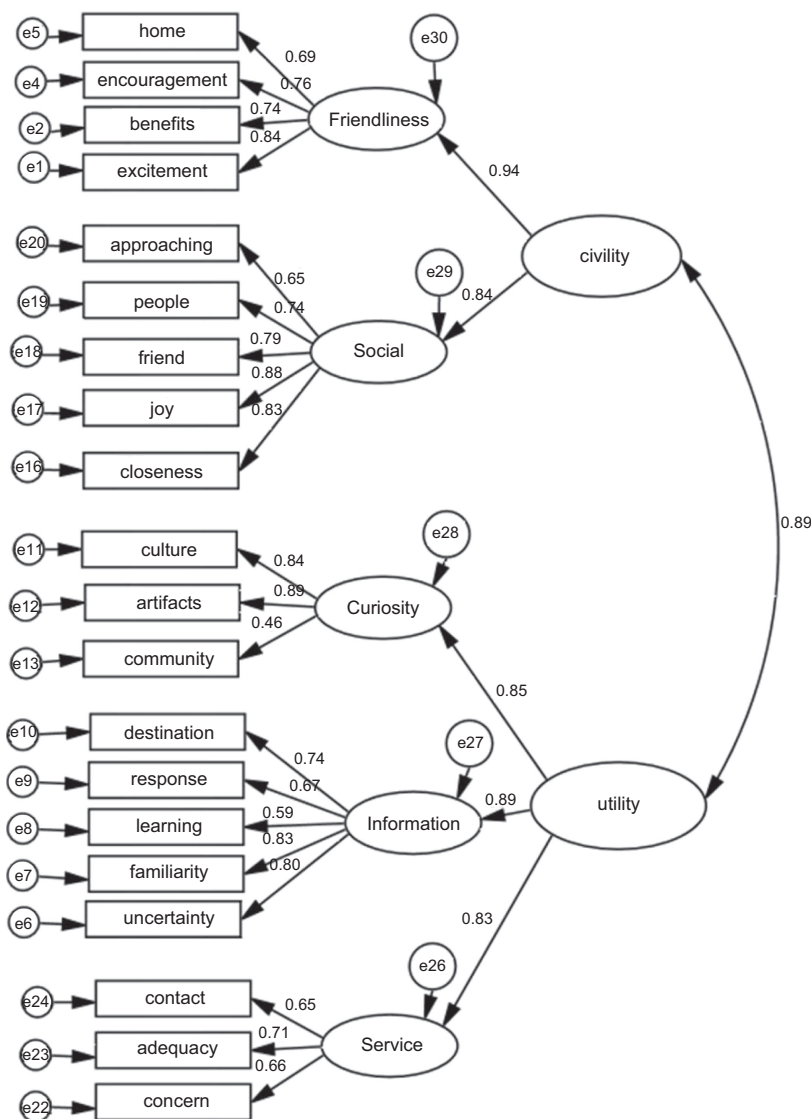 e5
home
0.69
e30
e4
encouragement
0.76
Friendliness
e2
benefits
0.74
e1
excitement
0.84
0.94
e20
approaching
0.65
e29
civility
e19
people
0.74
0.84
e18
friend
0.79
Social
e17
joy
0.88
0.83
e16
closeness
0.89
e11
culture
0.84
e28
e12
artifacts
0.89
Curiosity
e13
community
0.46
0.85
e10
destination
0.74
e27
e9
response
0.67
e8
learning
0.59
Information
0.89
utility
e7
familiarity
0.83
0.80
e6
uncertainty
0.83
e26
e24
contact
0.65
e23
adequacy
0.71
Service
0.66
e22
concern